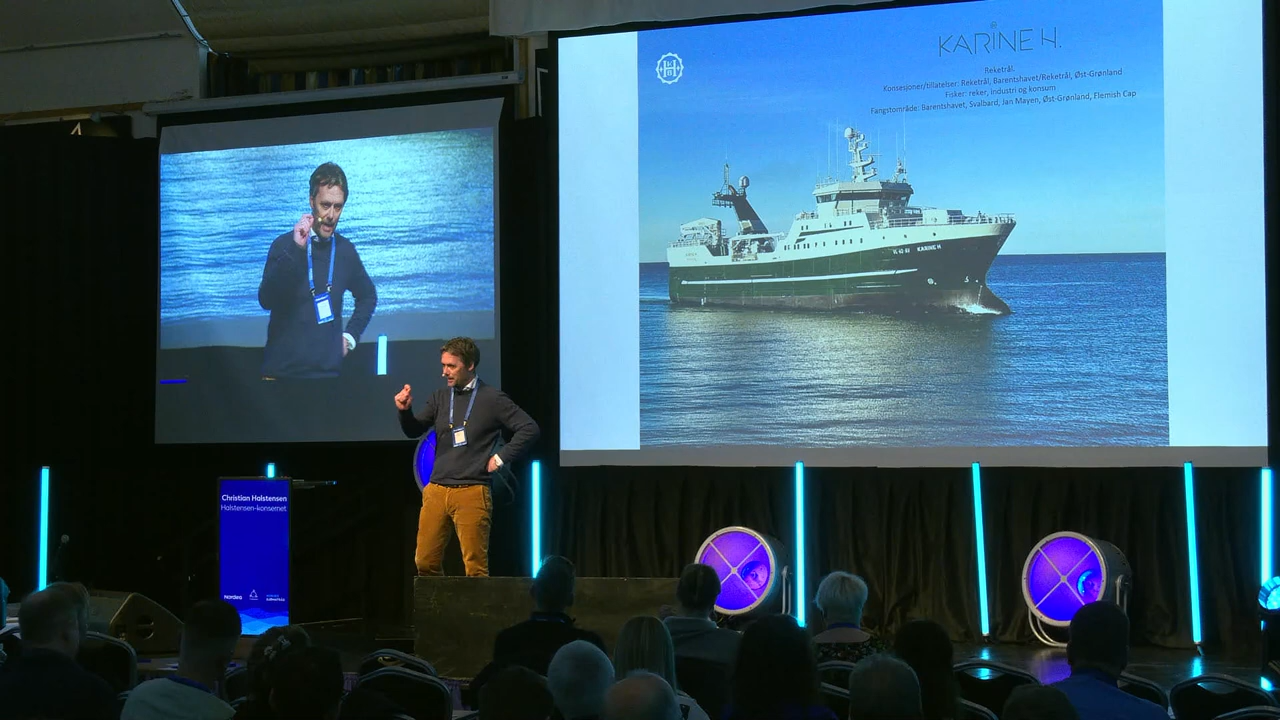 KARINE H.
Reketrål.
Konsesjoner/tillatelser: Reketrål, Barentshavet/Reketrål, Øst-Grønland
Fisker: reker, industri og konsum
Fangstområde: Barentshavet, Svalbard, Jan Mayen, Øst-Grønland, Flemish Cap
KARINE H
Christian Halstensen
Halstensen-konsernet
Nordea